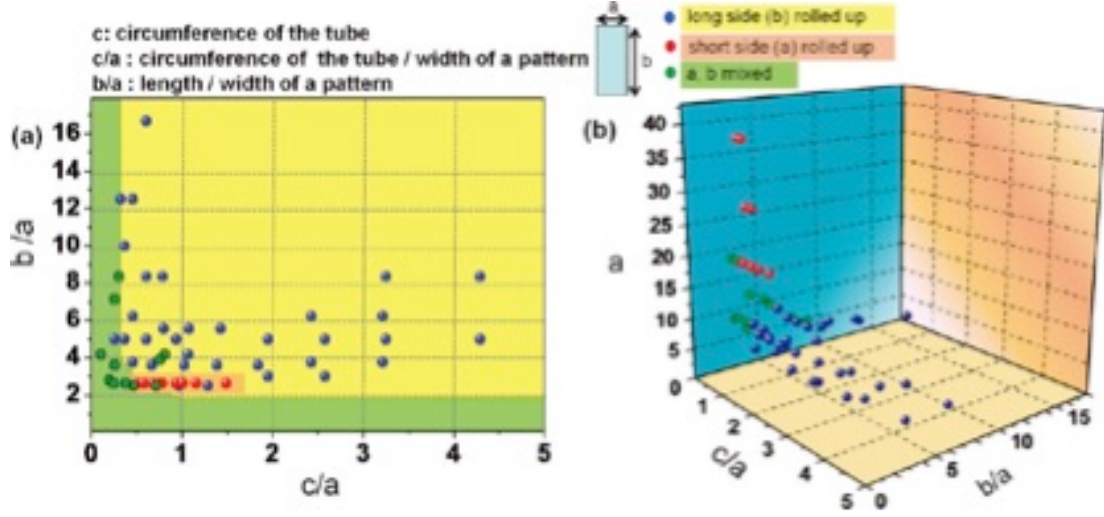 c: circumference of the tube
c/a : circumference of the tube / width of a pattern
b/a : length / width of a pattern
a
b
long side (b) rolled up
short side (a) rolled up
a, b mixed
(a)
16
14
12
10
8
6
4
2
b/a
0 1 2 3 4 5
c/a
(b)
40
35
30
25
20
15
10
5
0
a
1
2
3
4
5
c/a
0
5
10
15
b/a